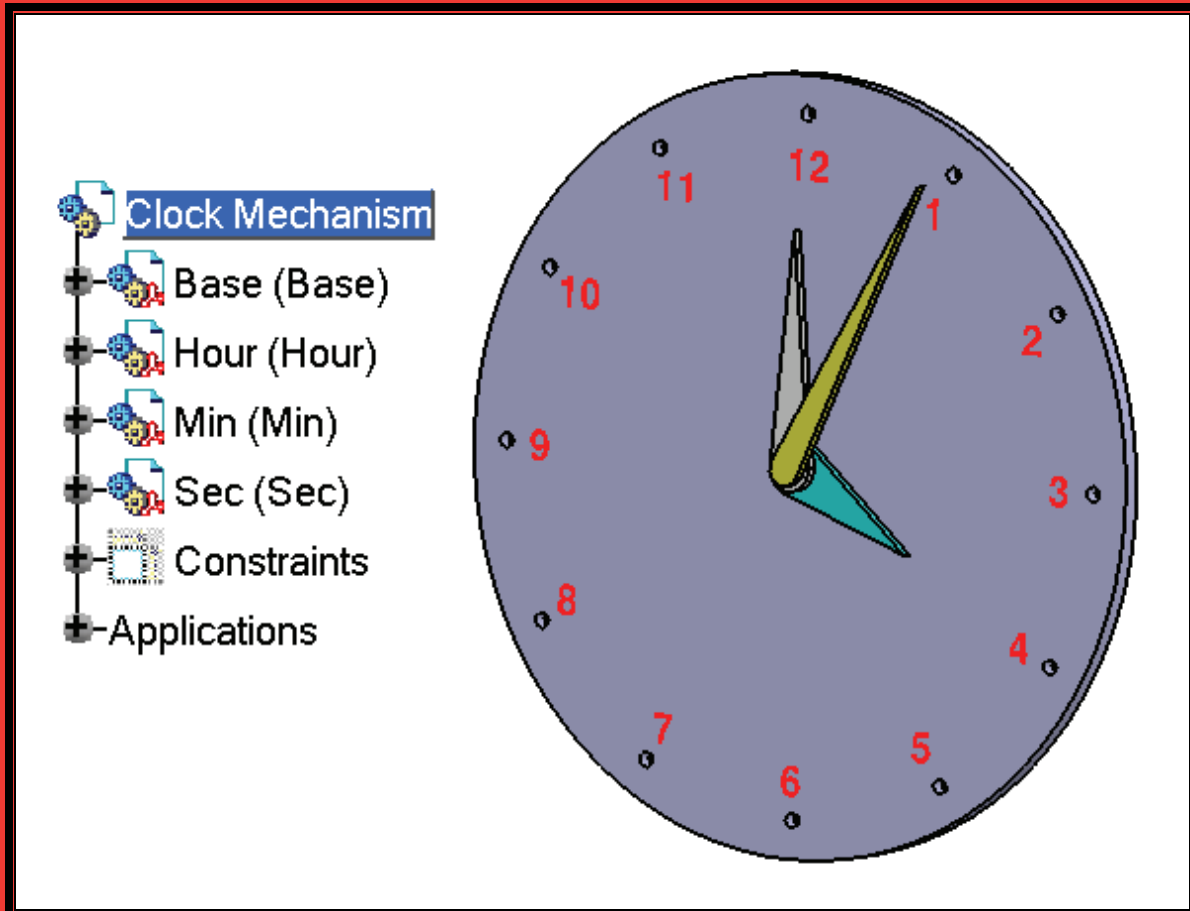 Clock Mechanism
Base (Base)
Hour (Hour)
Min (Min)
Sec (Sec)
Constraints
Applications
12
11
1
10
2
9
3
8
4
7
5
6